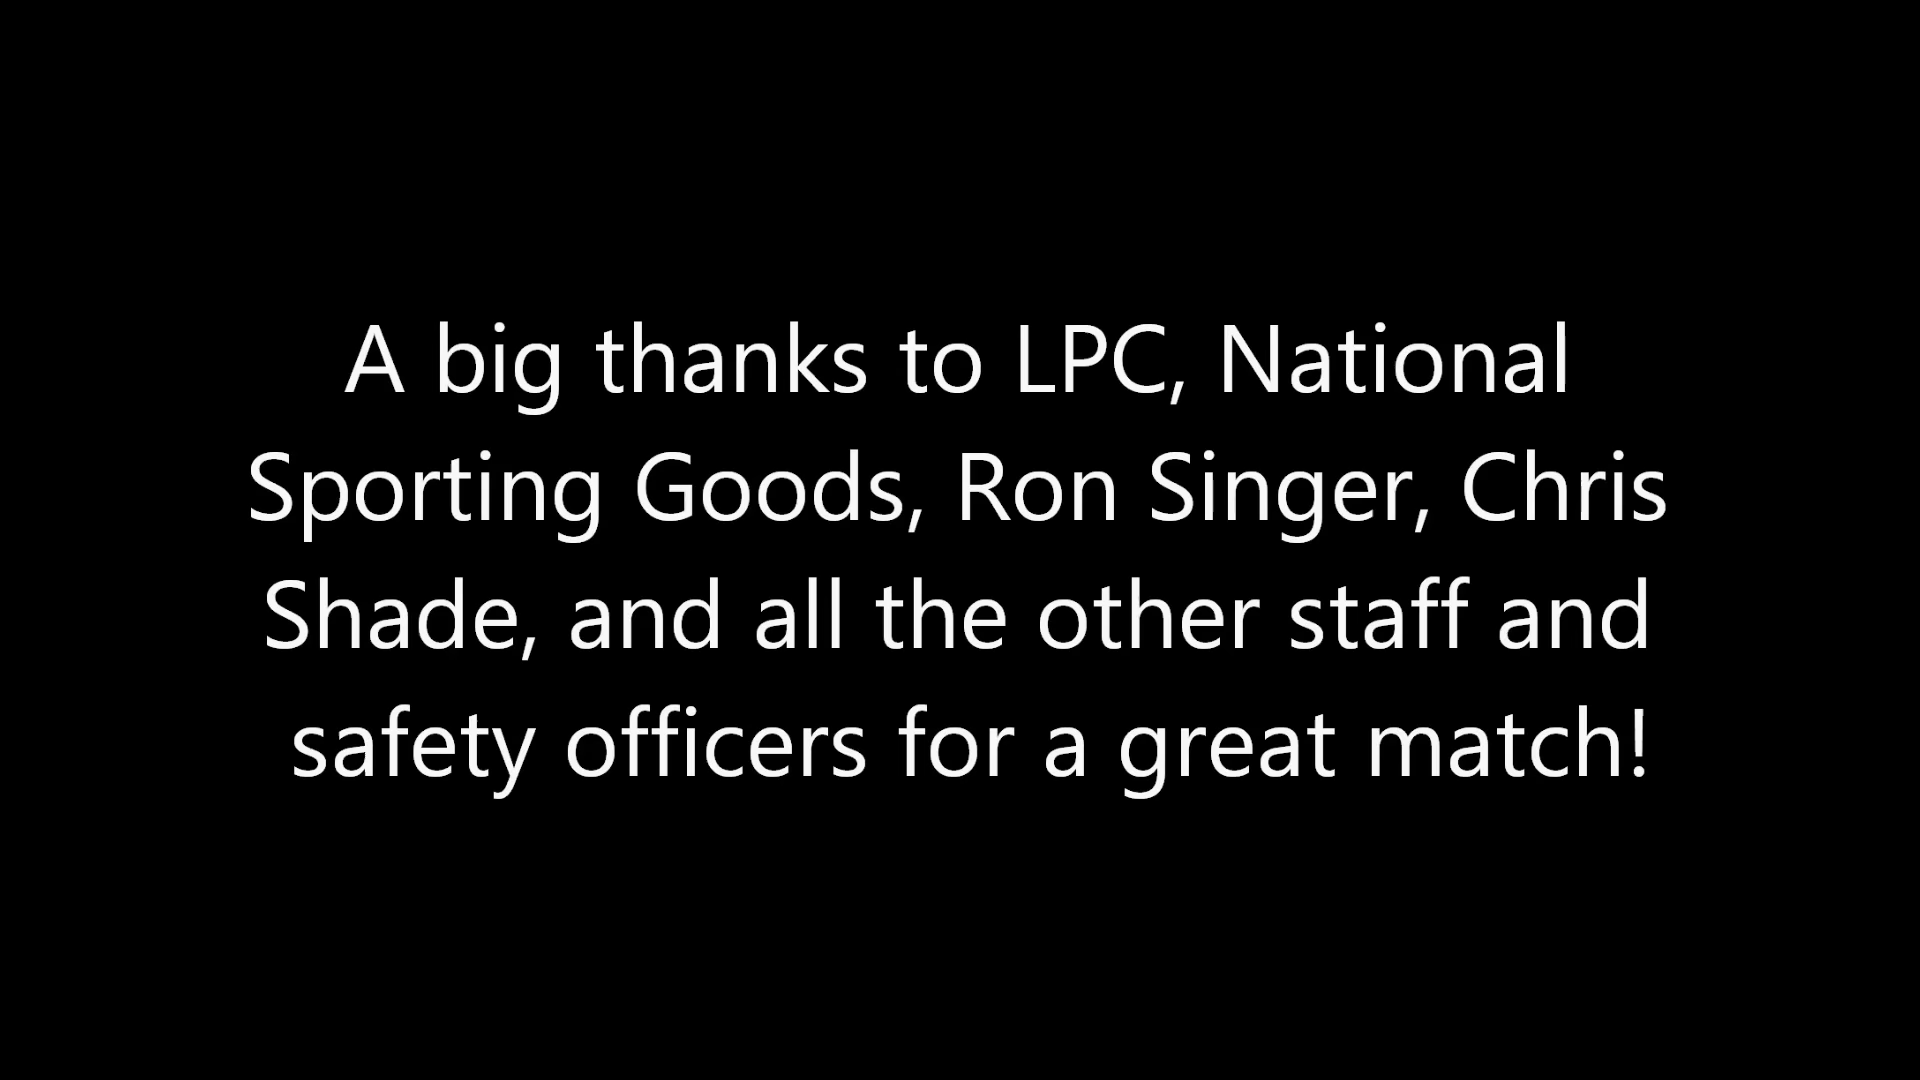 A big thanks to LPC, National
Sporting Goods, Ron Singer, Chris
Shade, and all the other staff and
safety officers for a great match!